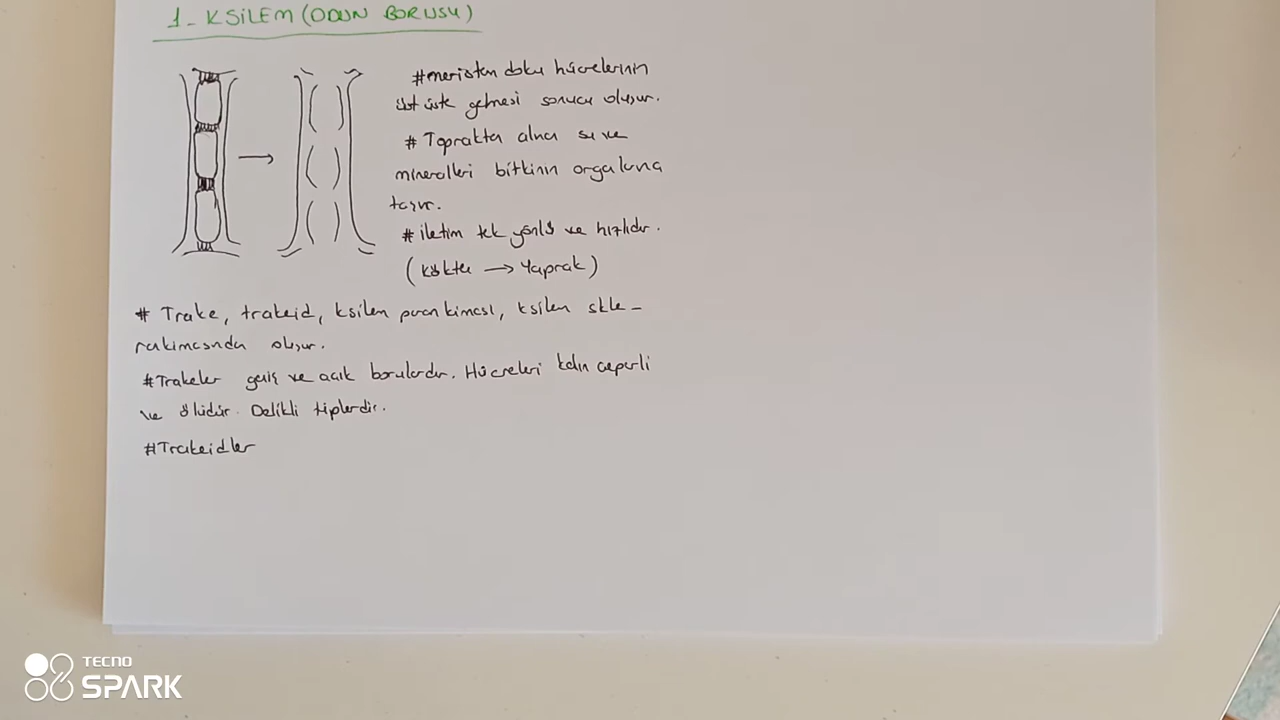 1- KSİLEM (ODUN BORUSU)
#meristem doku hücrelerinin
üst üste gelmesi sonucu oluşur.
# Topraktan alınan su ve
mineralleri bitkinin organlarına
taşır.
# iletim tek yönlü ve hızlıdır.
(Kökten → Yaprak)
# Trake, trakeid, ksilem parankiması, ksilem skle-
rankimasından oluşur.
#Trakeler geniş ve açık borulardır. Hücreleri kalın çeperli
ve ölüdür. Delikli tiplerdir.
#Trakeidler
TECNO
SPARK